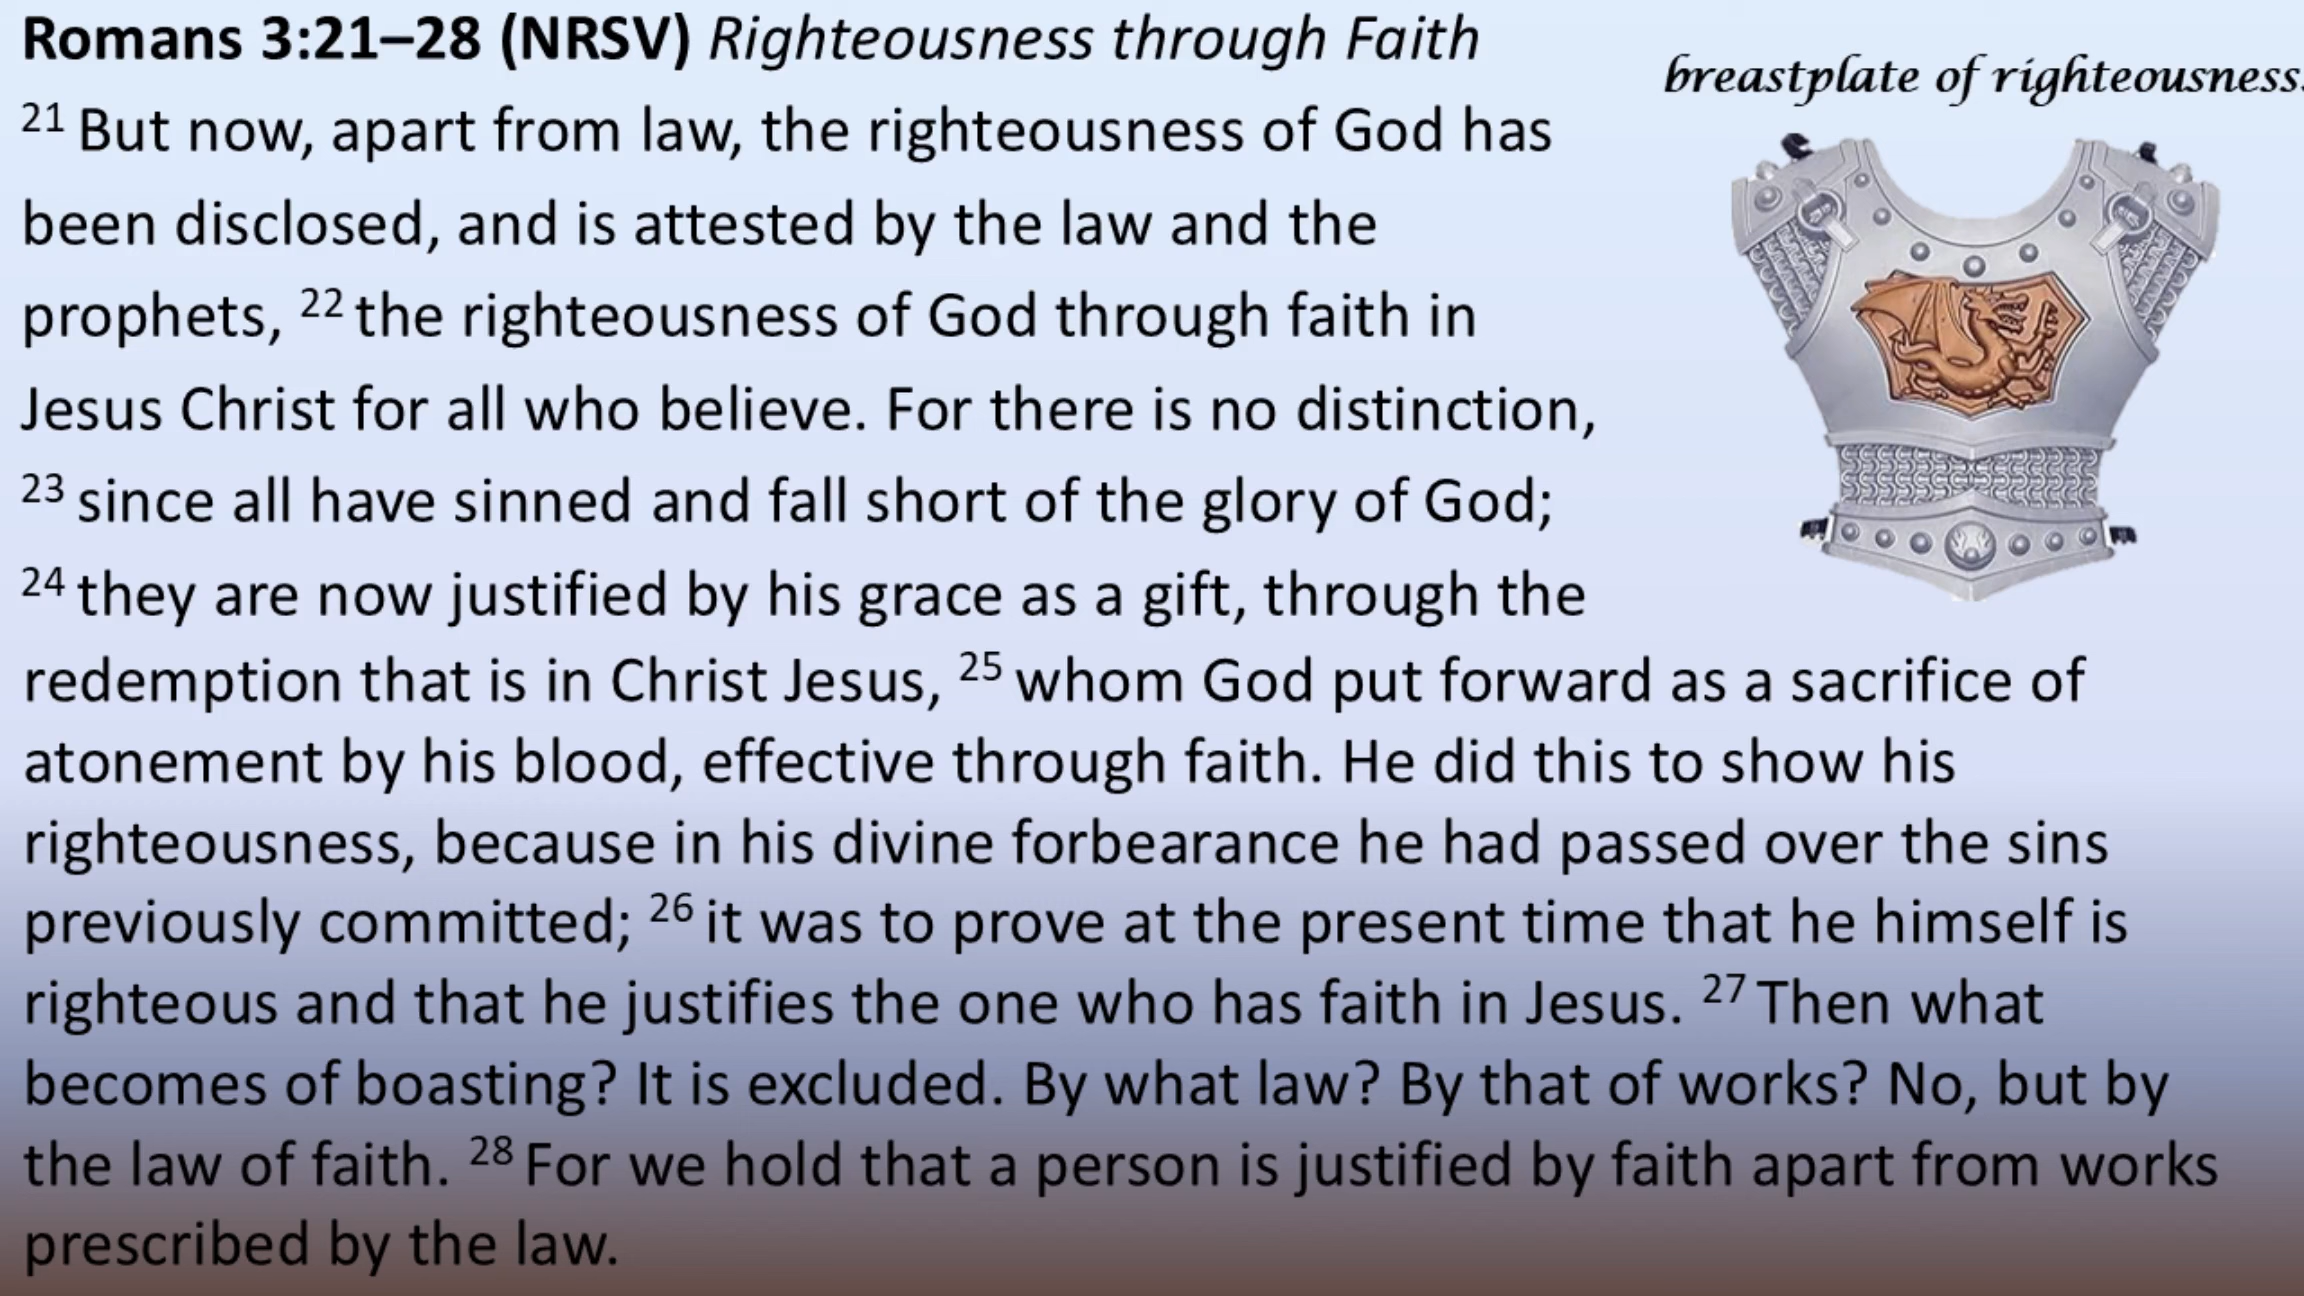 Romans 3:21–28 (NRSV) Righteousness through Faith
breastplate of righteousness.
21 But now, apart from law, the righteousness of God has
been disclosed, and is attested by the law and the
prophets, 22 the righteousness of God through faith in
Jesus Christ for all who believe. For there is no distinction,
23 since all have sinned and fall short of the glory of God;
24 they are now justified by his grace as a gift, through the
redemption that is in Christ Jesus, 25 whom God put forward as a sacrifice of
atonement by his blood, effective through faith. He did this to show his
righteousness, because in his divine forbearance he had passed over the sins
previously committed; 26 it was to prove at the present time that he himself is
righteous and that he justifies the one who has faith in Jesus. 27 Then what
becomes of boasting? It is excluded. By what law? By that of works? No, but by
the law of faith. 28 For we hold that a person is justified by faith apart from works
prescribed by the law.